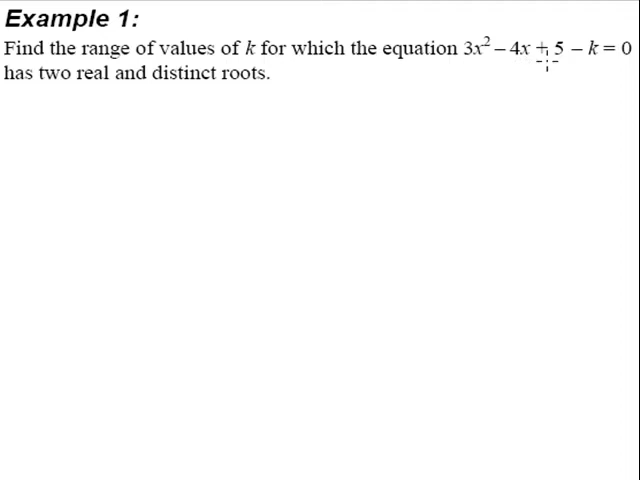 Example 1:
Find the range of values of k for which the equation 3x² – 4x + 5 – k = 0
has two real and distinct roots.